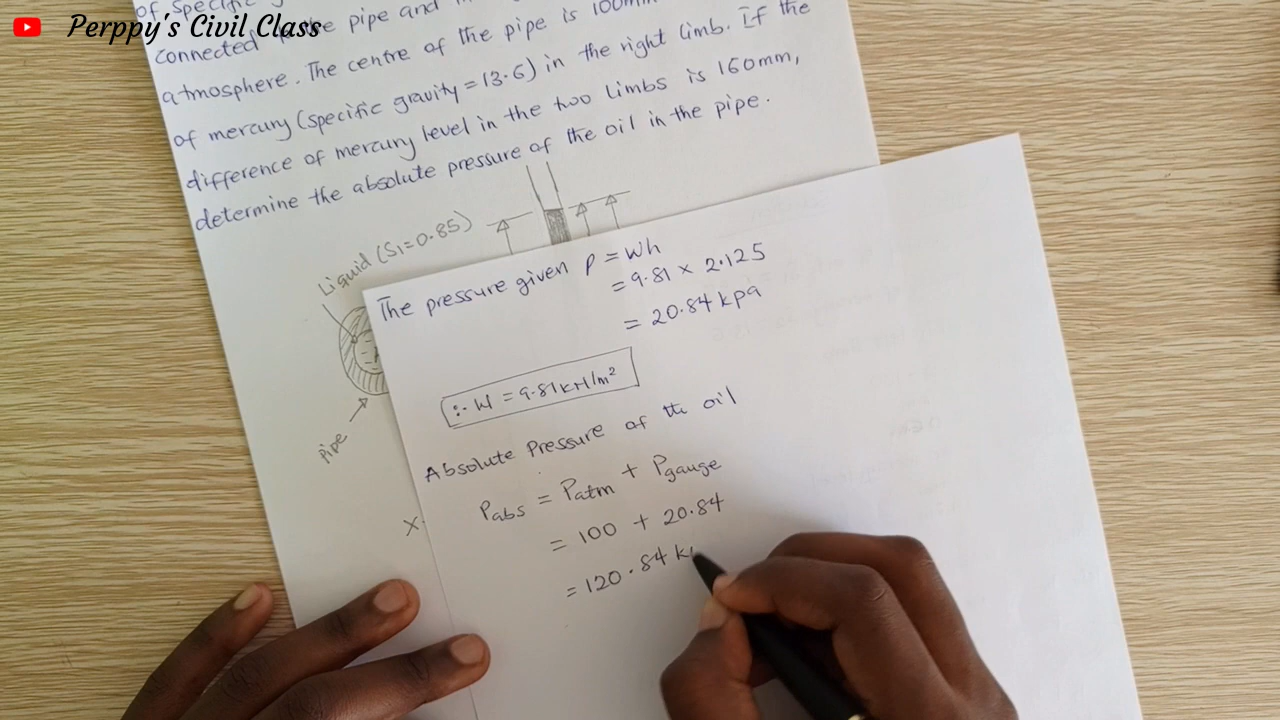 Perppy's Civil Class
of specific
connected the pipe and
atmosphere. The centre of the pipe is 100mm
of mercury (specific gravity = 13.6) in the right limb. If the
difference of mercury level in the two limbs is 160mm,
determine the absolute pressure of the oil in the pipe.
Liquid (S1=0.85)
pipe
X
The pressure given P = Wh
= 9.81 x 2.125
= 20.84 kpa
∴ W = 9.81 kN/m²
Absolute Pressure of the oil
Pabs = Patm + Pgauge
= 100 + 20.84
= 120.84 k